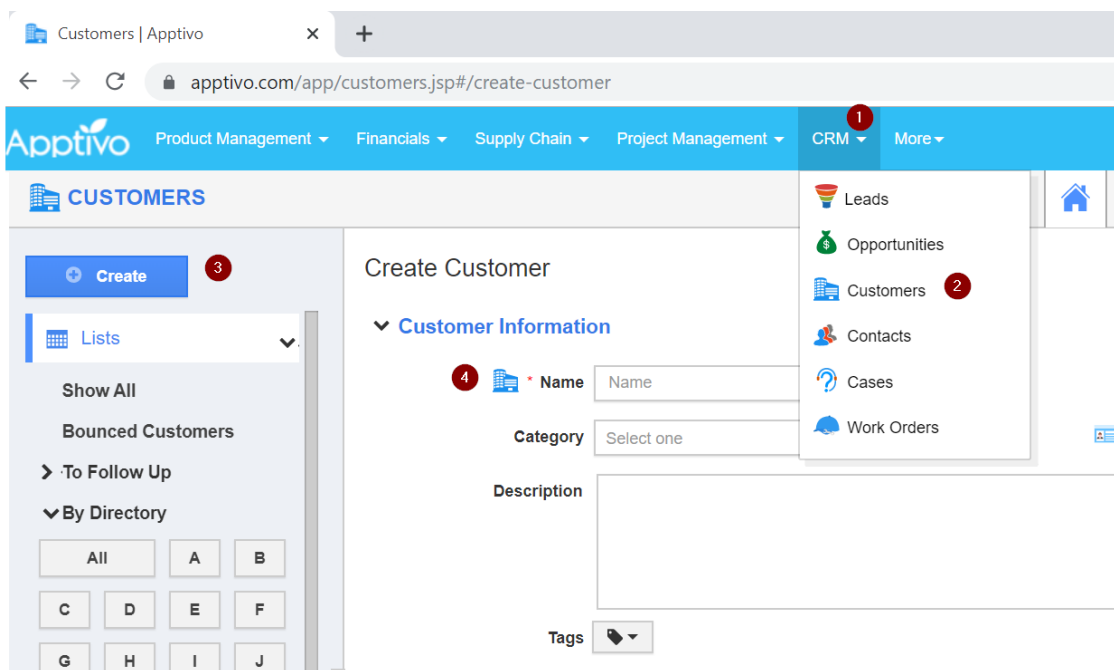 Customers | Apptivo
apptivo.com/app/customers.jsp#/create-customer
1
Apptivo Product Management Financials Supply Chain Project Management CRM More
CUSTOMERS
Leads
Opportunities
Customers 2
Contacts
Cases
Work Orders
Create 3
Lists
Show All
Bounced Customers
To Follow Up
By Directory
All A B
C D E F
G H I J
Create Customer
Customer Information
4 * Name Name
Category Select one
Description
Tags